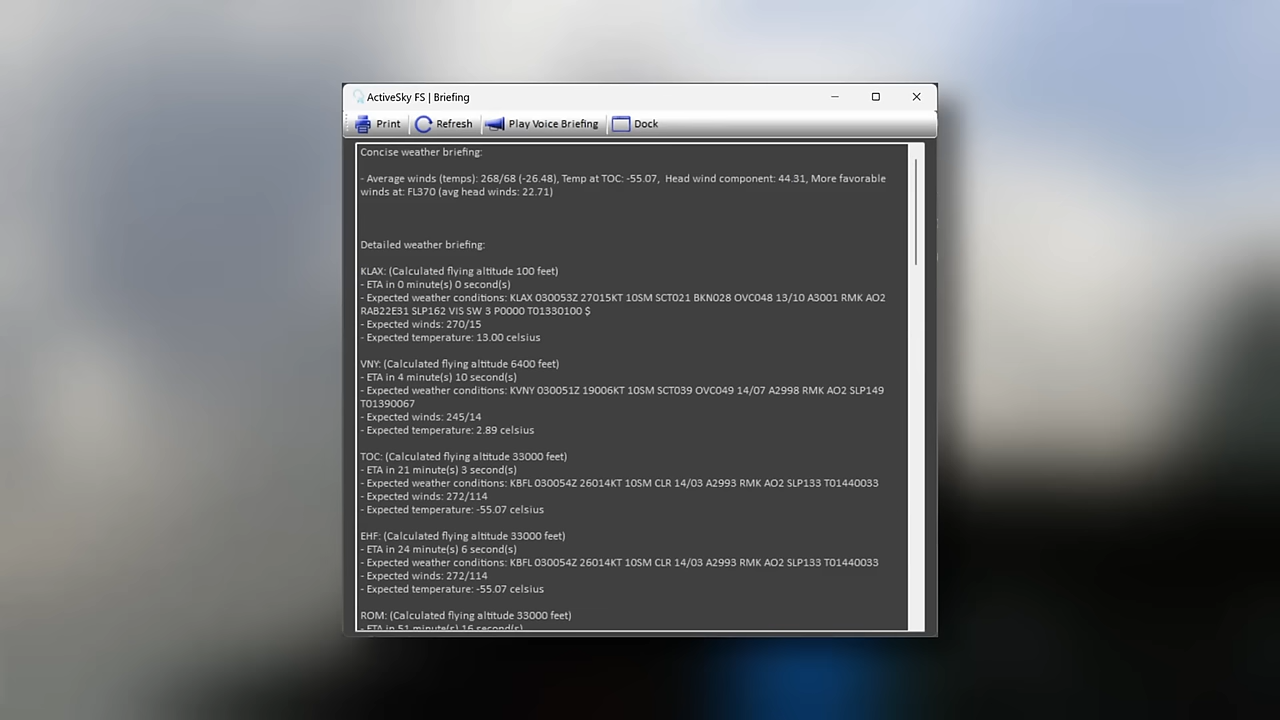 ActiveSky FS | Briefing
Print Refresh Play Voice Briefing Dock
Concise weather briefing:
- Average winds (temps): 268/68 (-26.48), Temp at TOC: -55.07,  Head wind component: 44.31, More favorable
winds at: FL370 (avg head winds: 22.71)
Detailed weather briefing:
KLAX: (Calculated flying altitude 100 feet)
- ETA in 0 minute(s) 0 second(s)
- Expected weather conditions: KLAX 030053Z 27015KT 10SM SCT021 BKN028 OVC048 13/10 A3001 RMK AO2
RAB22E31 SLP162 VIS SW 3 P0000 T01330100 $
- Expected winds: 270/15
- Expected temperature: 13.00 celsius
VNY: (Calculated flying altitude 6400 feet)
- ETA in 4 minute(s) 10 second(s)
- Expected weather conditions: KVNY 030051Z 19006KT 10SM SCT039 OVC049 14/07 A2998 RMK AO2 SLP149
T01390067
- Expected winds: 245/14
- Expected temperature: 2.89 celsius
TOC: (Calculated flying altitude 33000 feet)
- ETA in 21 minute(s) 3 second(s)
- Expected weather conditions: KBFL 030054Z 26014KT 10SM CLR 14/03 A2993 RMK AO2 SLP133 T01440033
- Expected winds: 272/114
- Expected temperature: -55.07 celsius
EHF: (Calculated flying altitude 33000 feet)
- ETA in 24 minute(s) 6 second(s)
- Expected weather conditions: KBFL 030054Z 26014KT 10SM CLR 14/03 A2993 RMK AO2 SLP133 T01440033
- Expected winds: 272/114
- Expected temperature: -55.07 celsius
ROM: (Calculated flying altitude 33000 feet)
- ETA in 51 minute(s) 16 second(s)